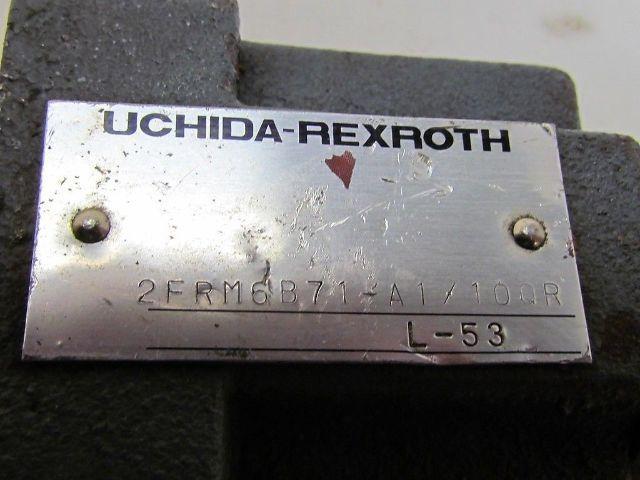 UCHIDA-REXROTH
2FRM6B71-A1/10QR
L-53